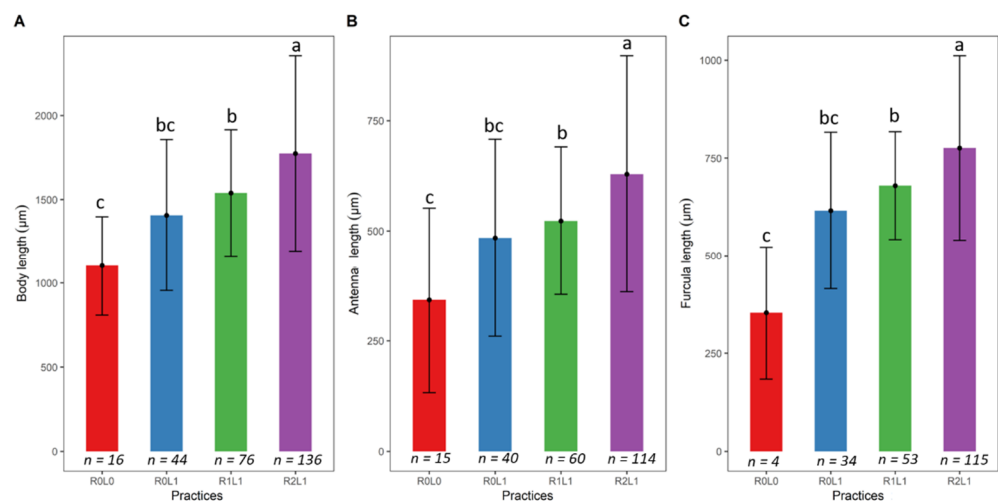 A
Body length (µm)
2000
1500
1000
500
0
c
bc
b
a
n = 16
n = 44
n = 76
n = 136
R0L0
R0L1
R1L1
R2L1
Practices
B
Antenna length (µm)
750
500
250
0
c
bc
b
a
n = 15
n = 40
n = 60
n = 114
R0L0
R0L1
R1L1
R2L1
Practices
C
Furcula length (µm)
1000
750
500
250
0
c
bc
b
a
n = 4
n = 34
n = 53
n = 115
R0L0
R0L1
R1L1
R2L1
Practices